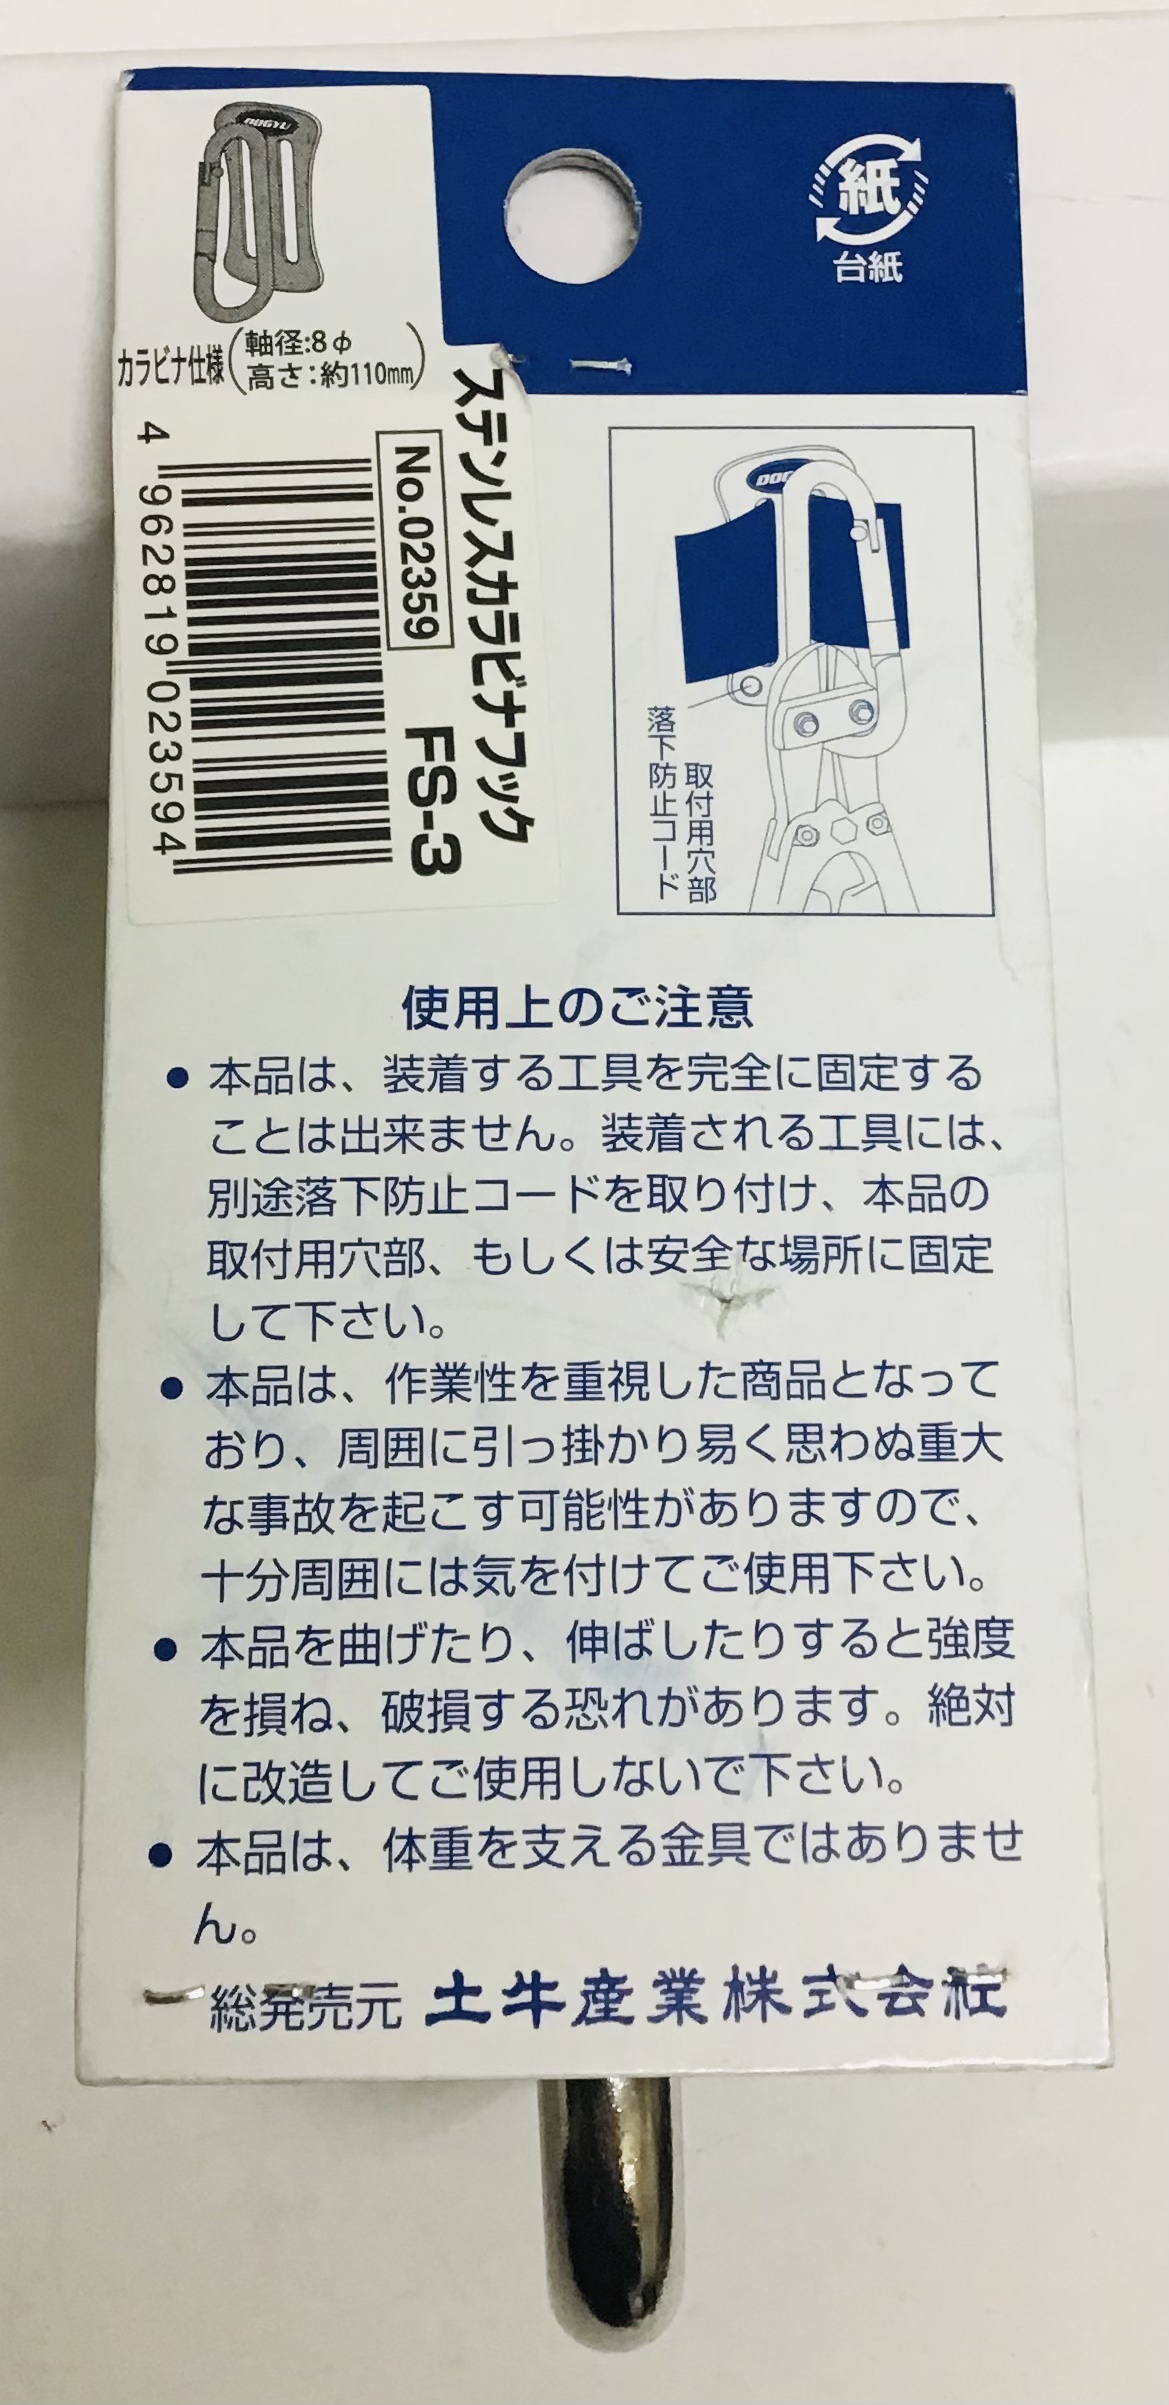 DOGYU
紙
台紙
カラビナ仕様(軸径:8φ
高さ:約110mm)
ステンレスカラビナフック
No.02359 FS-3
4 962819 023594
DOG
取付用穴部
落下防止コード
使用上のご注意
● 本品は、装着する工具を完全に固定する
ことは出来ません。装着される工具には、
別途落下防止コードを取り付け、本品の
取付用穴部、もしくは安全な場所に固定
して下さい。
● 本品は、作業性を重視した商品となって
おり、周囲に引っ掛かり易く思わぬ重大
な事故を起こす可能性がありますので、
十分周囲には気を付けてご使用下さい。
● 本品を曲げたり、伸ばしたりすると強度
を損ね、破損する恐れがあります。絶対
に改造してご使用しないで下さい。
● 本品は、体重を支える金具ではありませ
ん。
総発売元 土牛産業株式会社